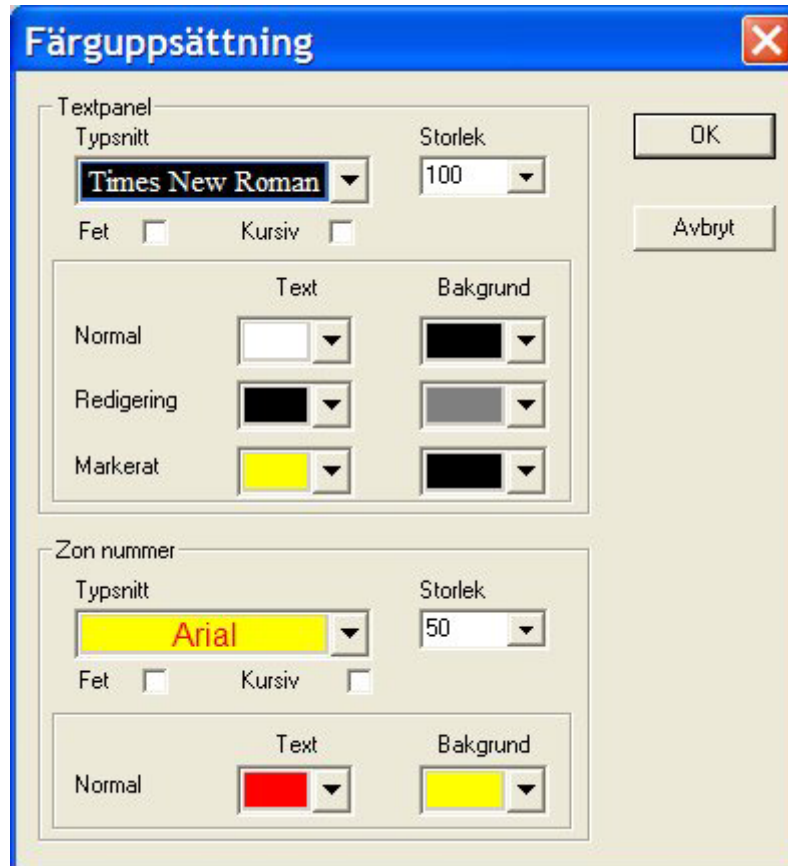 Färguppsättning
Textpanel
Typsnitt Storlek
Times New Roman 100
OK
Fet Kursiv
Avbryt
Text Bakgrund
Normal
Redigering
Markerat
Zon nummer
Typsnitt Storlek
Arial 50
Fet Kursiv
Text Bakgrund
Normal